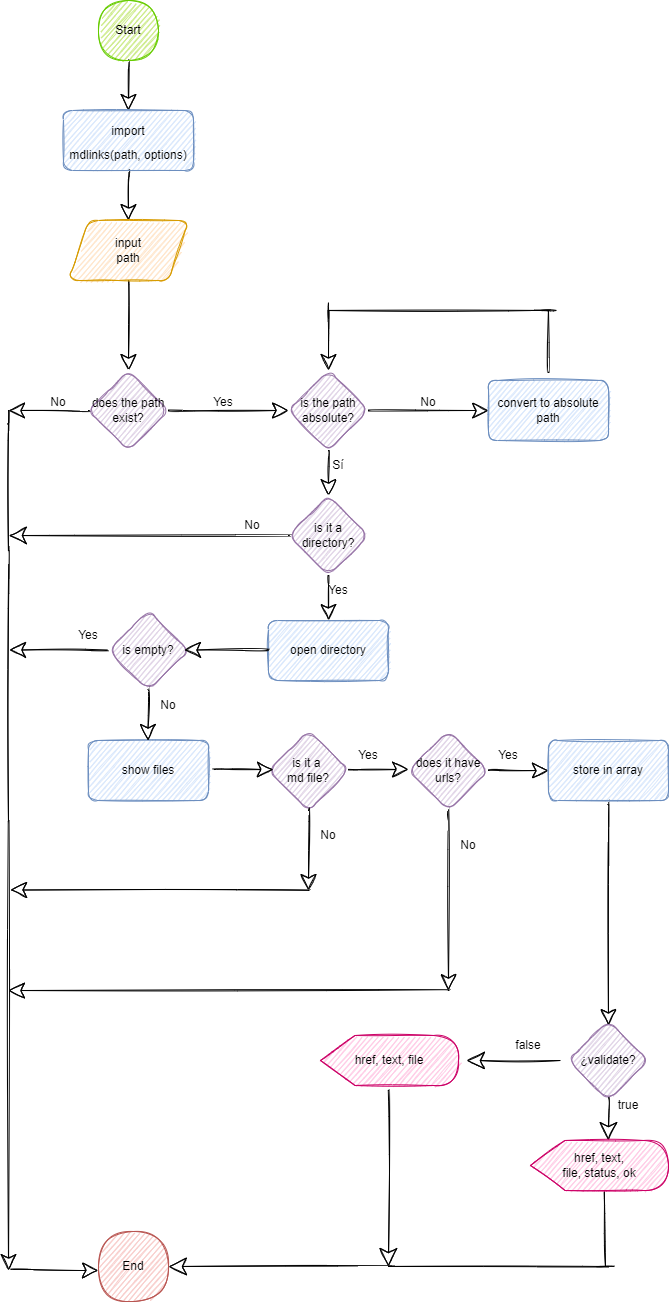 Start
import
mdlinks(path, options)
input
path
does the path
exist?
No
Yes
is the path
absolute?
No
convert to absolute
path
Sí
is it a
directory?
No
Yes
open directory
is empty?
Yes
No
show files
is it a
md file?
Yes
No
does it have
urls?
Yes
No
store in array
¿validate?
false
href, text, file
true
href, text,
file, status, ok
End